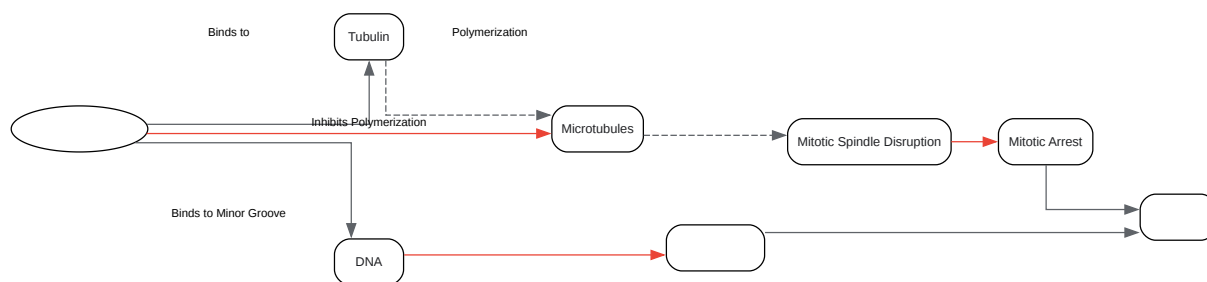 Binds to
Tubulin
Polymerization
Inhibits Polymerization
Microtubules
Mitotic Spindle Disruption
Mitotic Arrest
Binds to Minor Groove
DNA